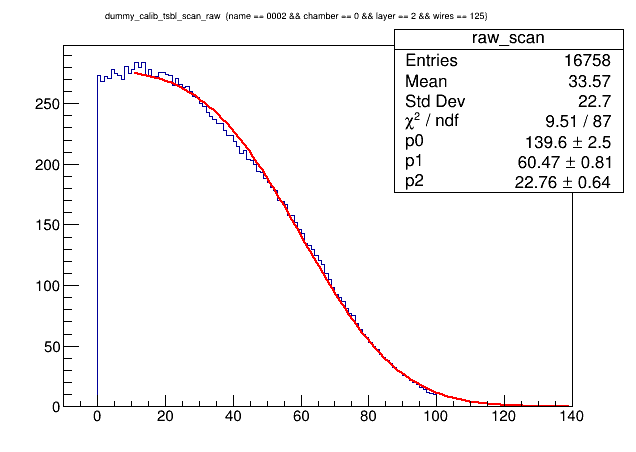 dummy_calib_tsbl_scan_raw (name == 0002 && chamber == 0 && layer == 2 && wires == 125)
raw_scan
Entries 16758
Mean 33.57
Std Dev 22.7
χ² / ndf 9.51 / 87
p0 139.6 ± 2.5
p1 60.47 ± 0.81
p2 22.76 ± 0.64
250
200
150
100
50
0
0 20 40 60 80 100 120 140